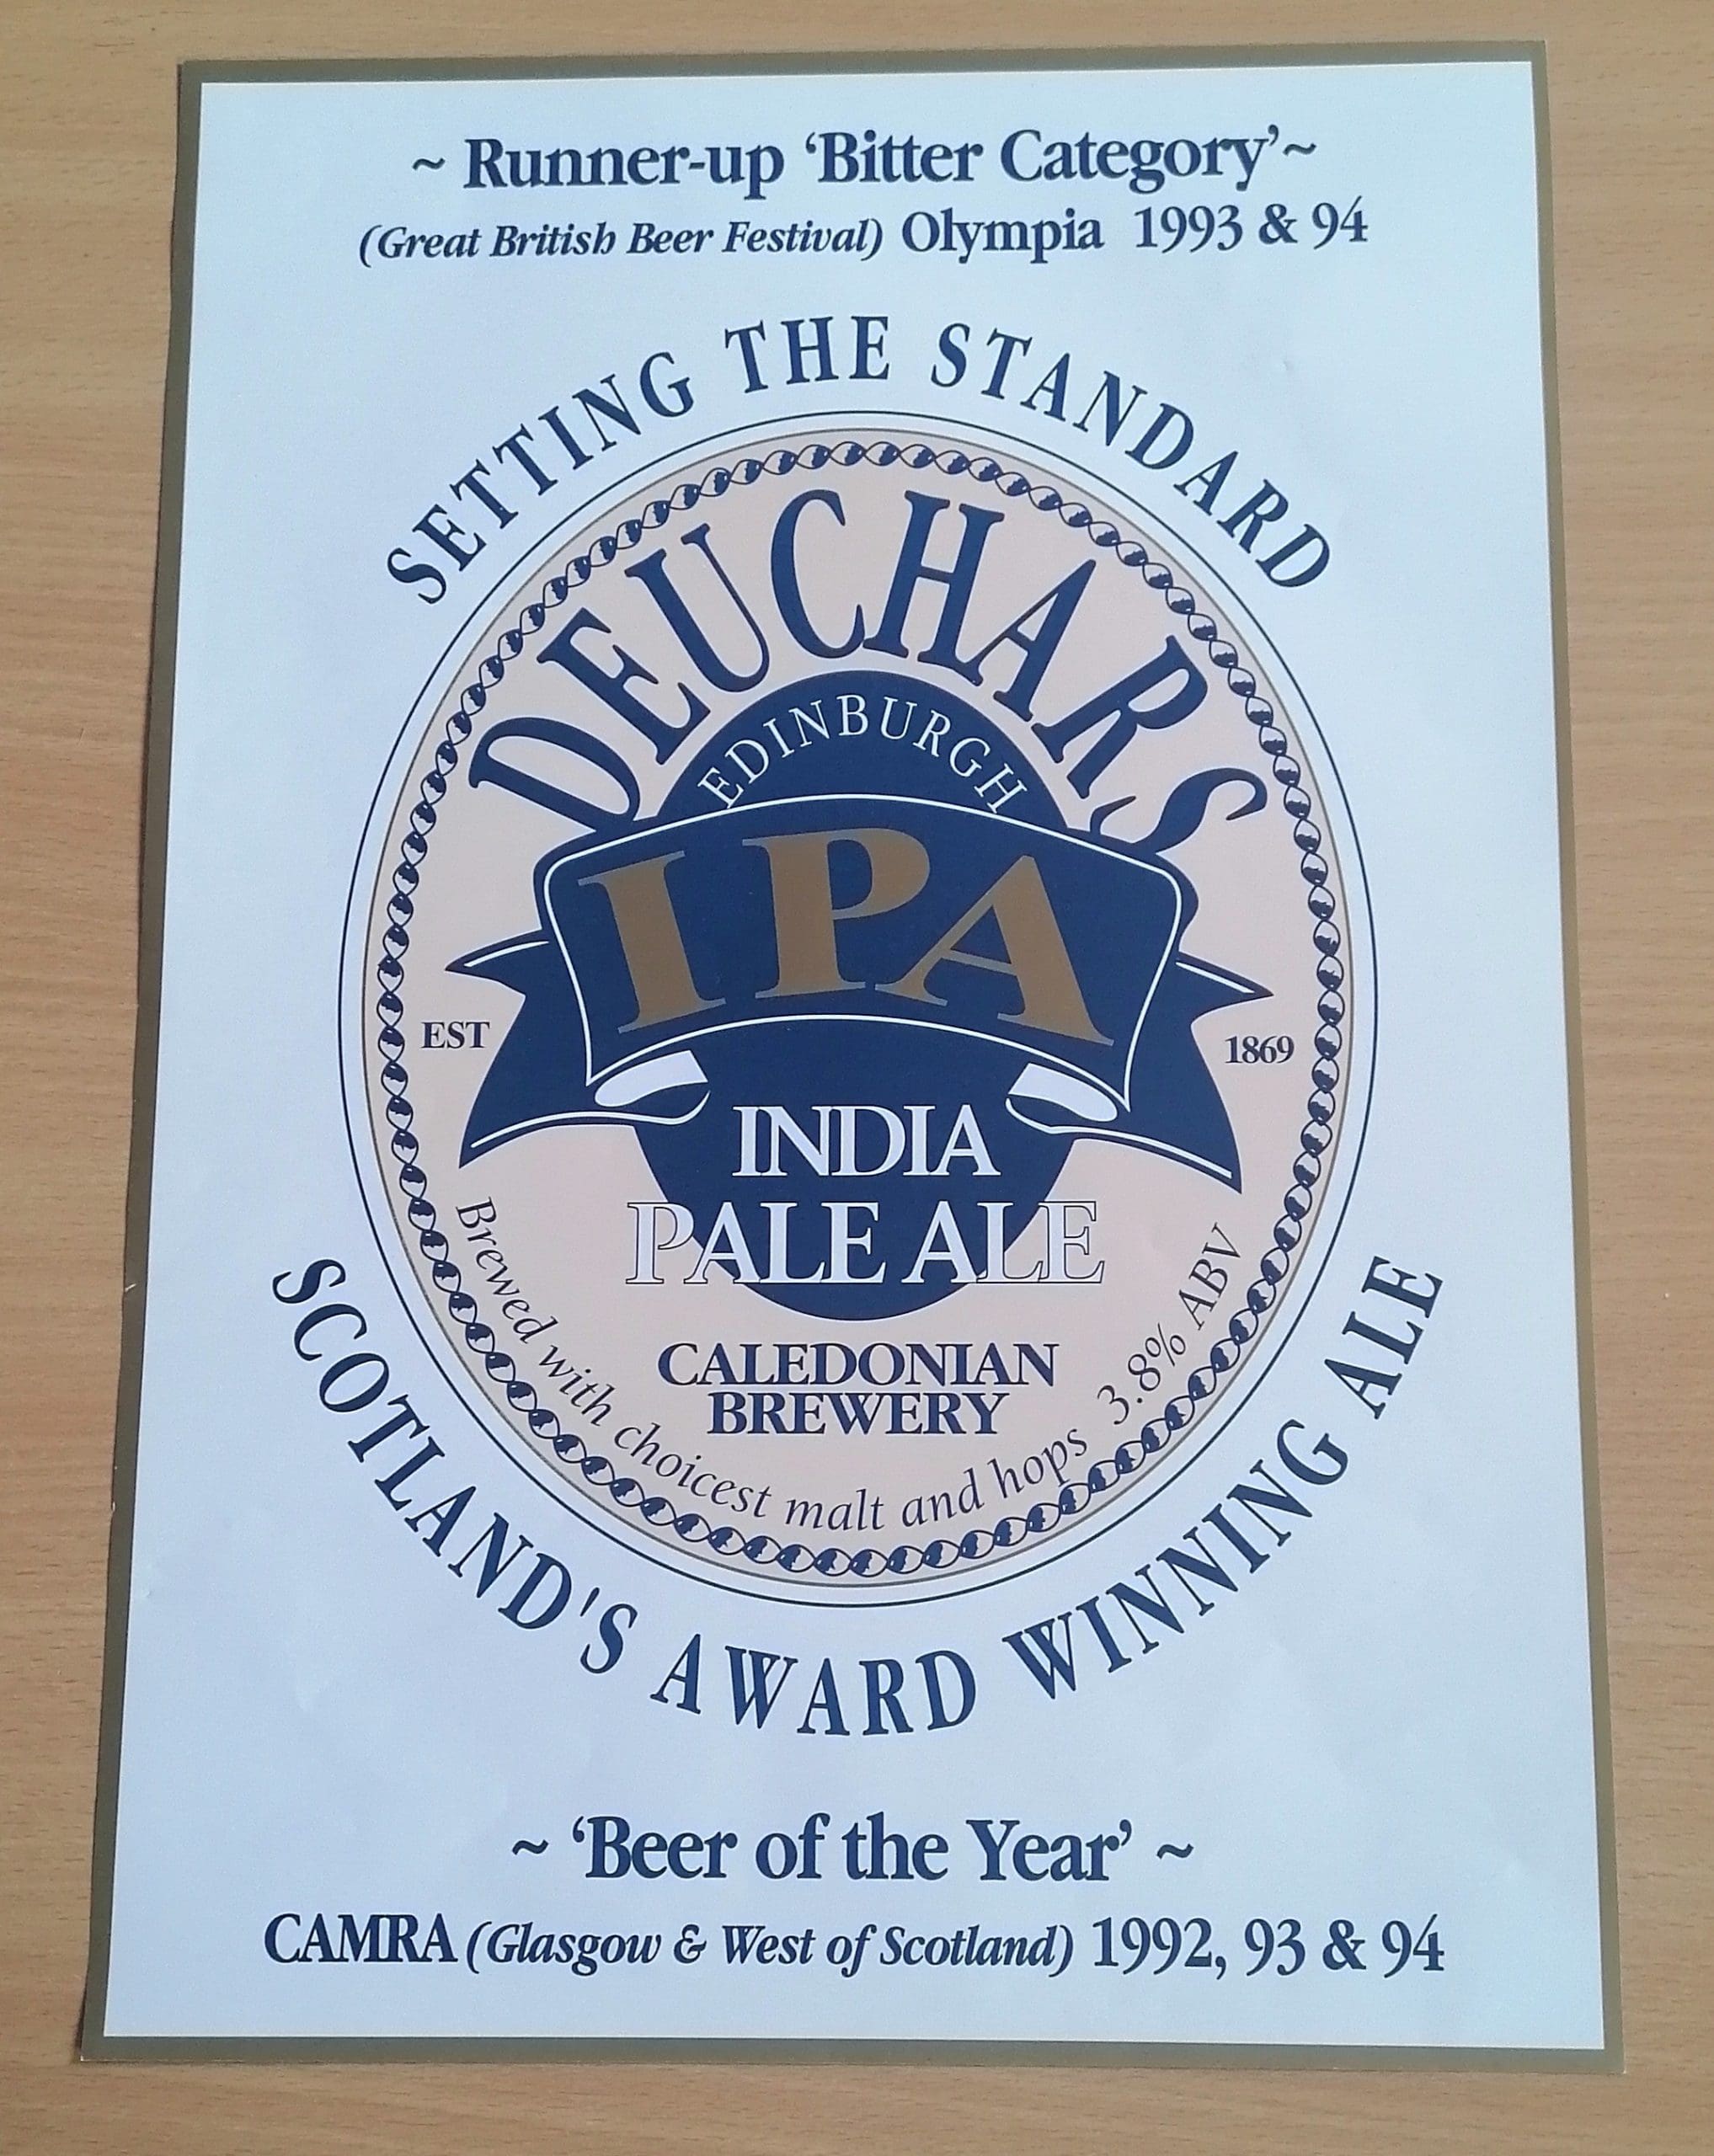 ~ Runner-up ‘Bitter Category’~
(Great British Beer Festival) Olympia 1993 & 94
SETTING THE STANDARD
DEUCHARS
EDINBURGH
IPA
EST 1869
INDIA
PALE ALE
CALEDONIAN
BREWERY
Brewed with choicest malt and hops 3.8% ABV
SCOTLAND'S AWARD WINNING ALE
~ ‘Beer of the Year’ ~
CAMRA (Glasgow & West of Scotland) 1992, 93 & 94